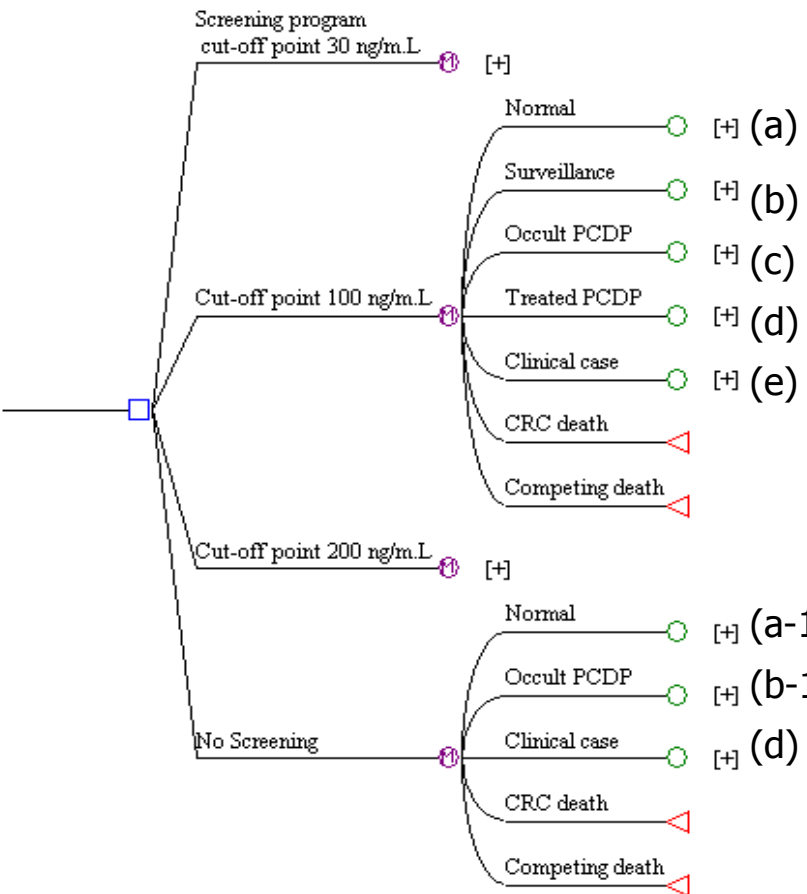 Screening program
cut-off point 30 ng/m.L
M [+]
Normal
[+] (a)
Surveillance
[+] (b)
Occult PCDP
[+] (c)
Cut-off point 100 ng/m.L
M
Treated PCDP
[+] (d)
Clinical case
[+] (e)
CRC death
Competing death
Cut-off point 200 ng/m.L
M [+]
Normal
[+] (a-1
Occult PCDP
[+] (b-1
No Screening
M
Clinical case
[+] (d)
CRC death
Competing death